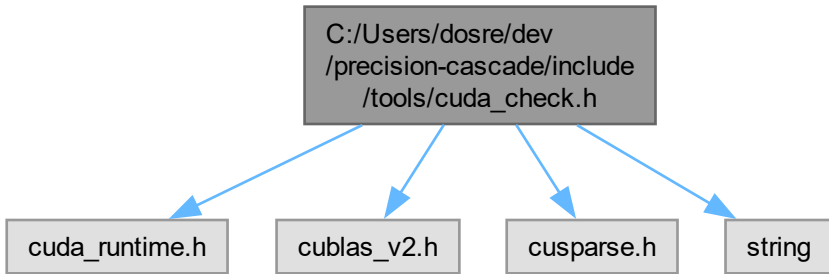 C:/Users/dosre/dev
/precision-cascade/include
/tools/cuda_check.h
cuda_runtime.h
cublas_v2.h
cusparse.h
string